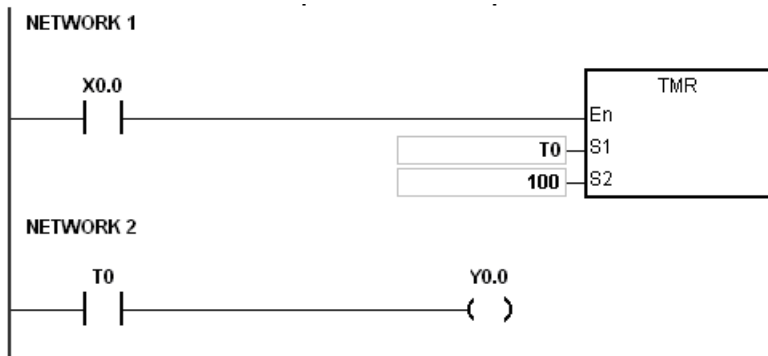 NETWORK 1
X0.0
TMR
En
T0 S1
100 S2
NETWORK 2
T0 Y0.0